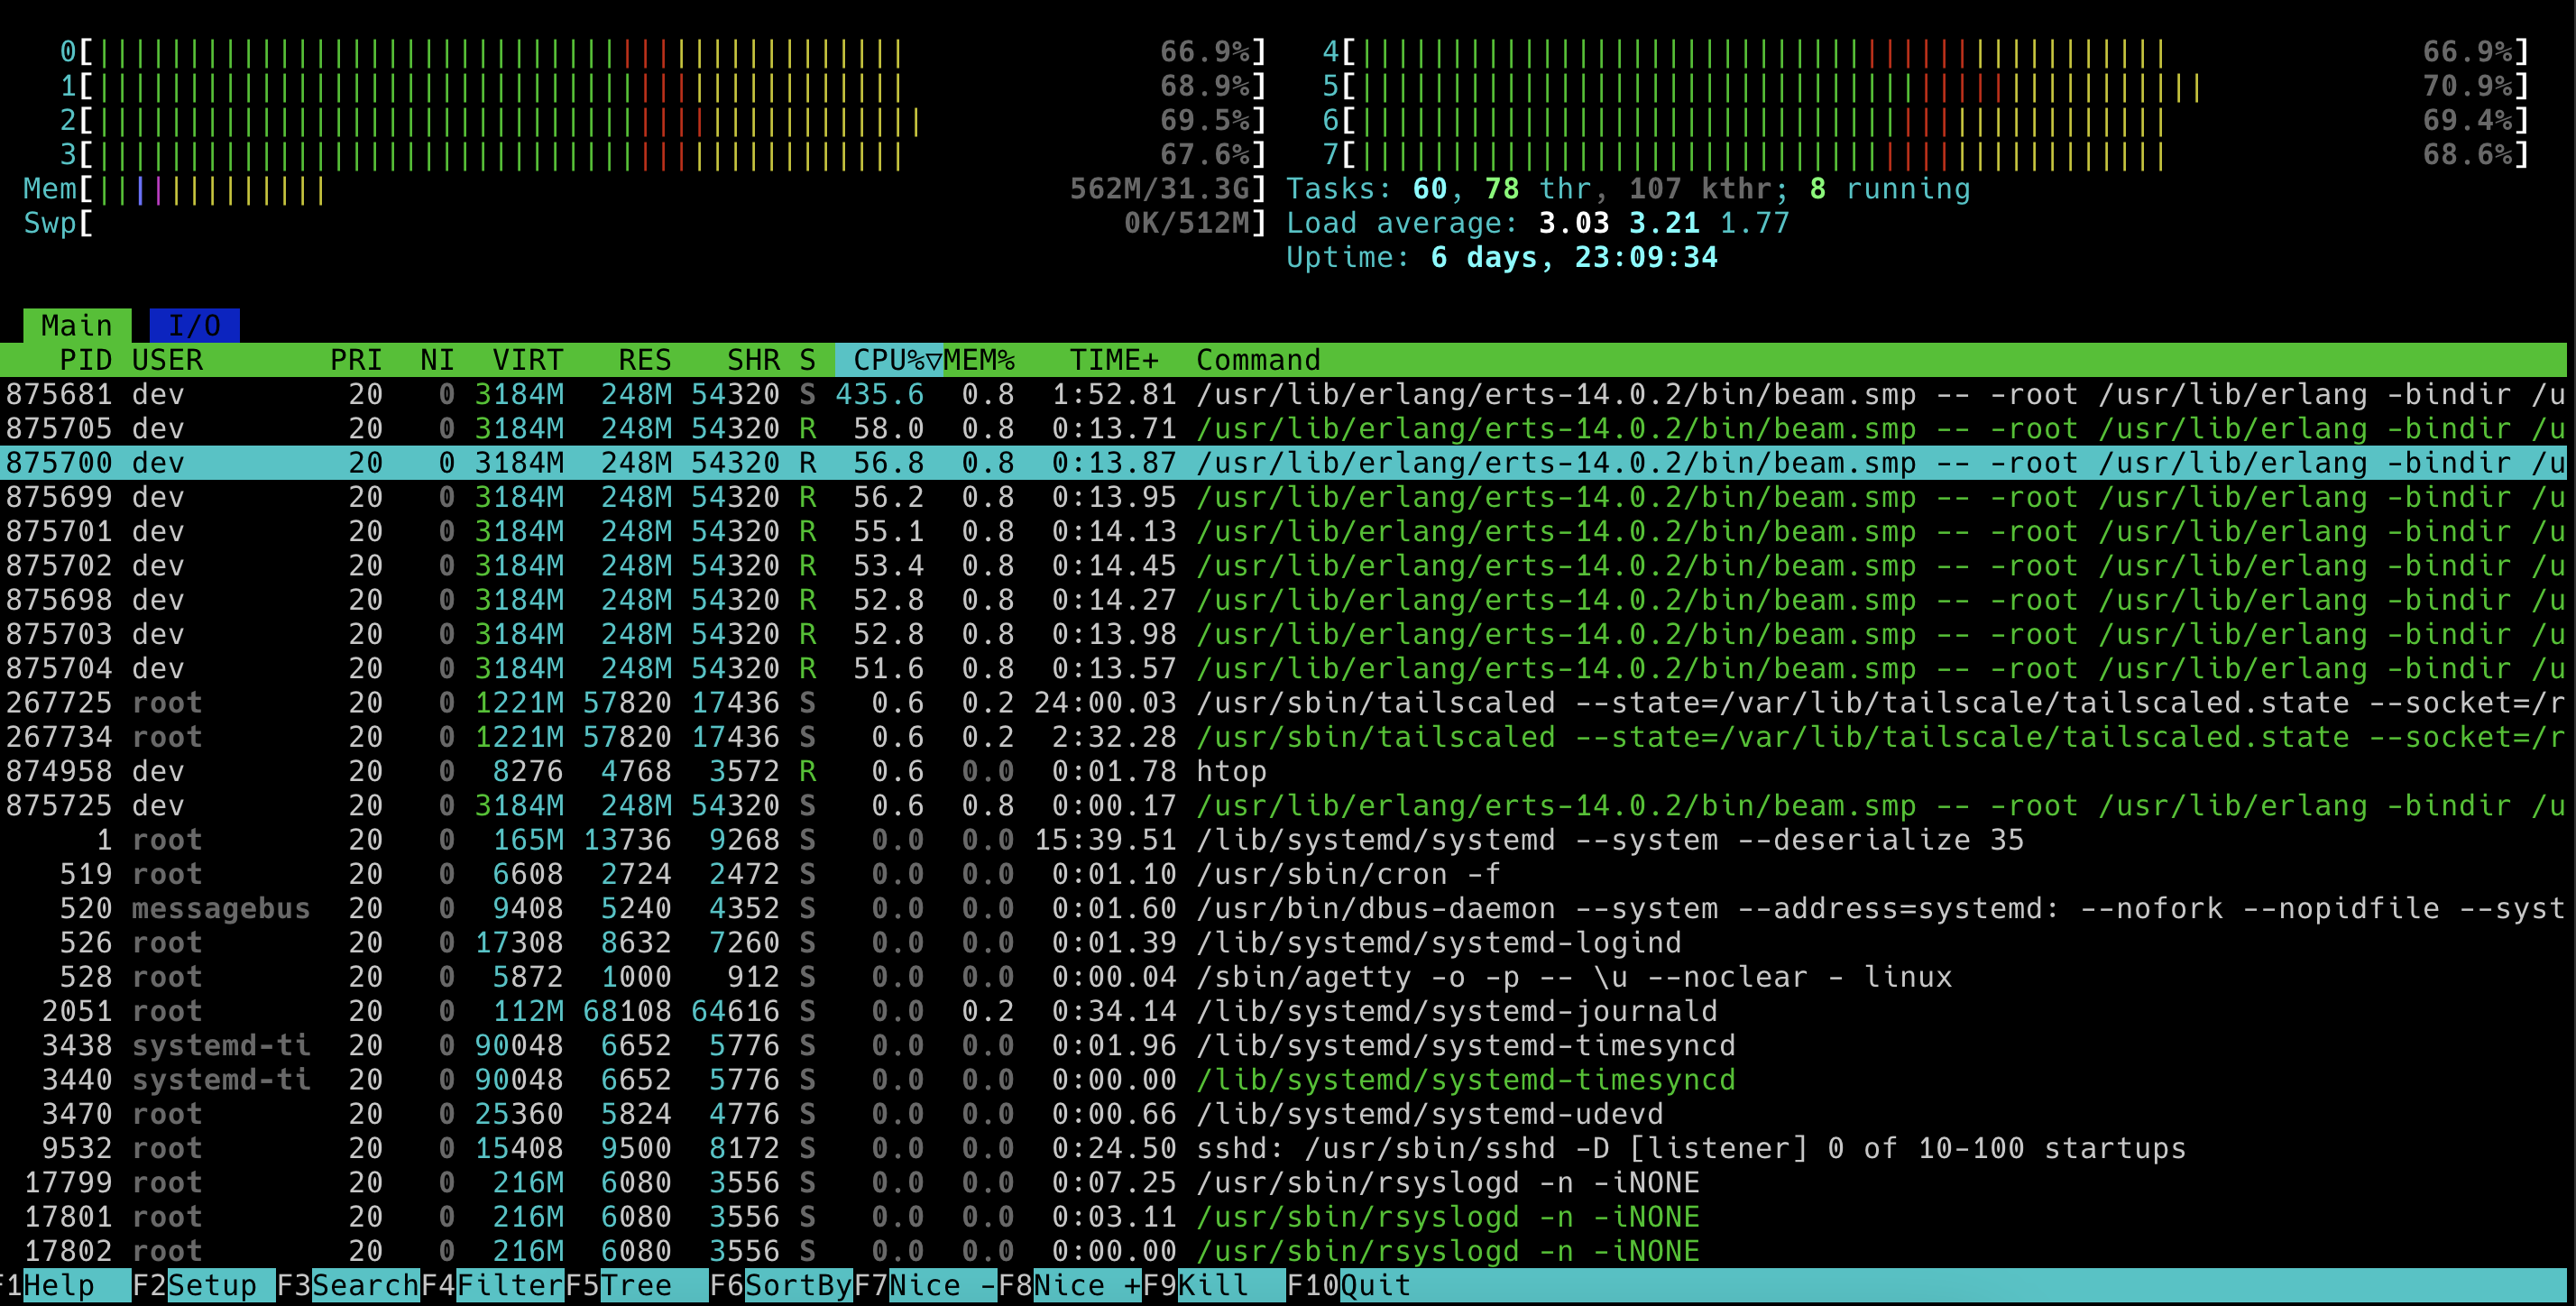 0[|||||||||||||||||||||||||||||||||||||||||||||66.9%] 4[|||||||||||||||||||||||||||||||||||||||||||||66.9%]
1[|||||||||||||||||||||||||||||||||||||||||||||68.9%] 5[|||||||||||||||||||||||||||||||||||||||||||||||70.9%]
2[||||||||||||||||||||||||||||||||||||||||||||||69.5%] 6[|||||||||||||||||||||||||||||||||||||||||||||69.4%]
3[|||||||||||||||||||||||||||||||||||||||||||||67.6%] 7[|||||||||||||||||||||||||||||||||||||||||||||68.6%]
Mem[|||||||||||||562M/31.3G] Tasks: 60, 78 thr, 107 kthr; 8 running
Swp[0K/512M] Load average: 3.03 3.21 1.77
Uptime: 6 days, 23:09:34
Main I/O
PID USER PRI NI VIRT RES SHR S CPU%▽MEM% TIME+ Command
875681 dev 20 0 3184M 248M 54320 S 435.6 0.8 1:52.81 /usr/lib/erlang/erts-14.0.2/bin/beam.smp -- -root /usr/lib/erlang -bindir /u
875705 dev 20 0 3184M 248M 54320 R 58.0 0.8 0:13.71 /usr/lib/erlang/erts-14.0.2/bin/beam.smp -- -root /usr/lib/erlang -bindir /u
875700 dev 20 0 3184M 248M 54320 R 56.8 0.8 0:13.87 /usr/lib/erlang/erts-14.0.2/bin/beam.smp -- -root /usr/lib/erlang -bindir /u
875699 dev 20 0 3184M 248M 54320 R 56.2 0.8 0:13.95 /usr/lib/erlang/erts-14.0.2/bin/beam.smp -- -root /usr/lib/erlang -bindir /u
875701 dev 20 0 3184M 248M 54320 R 55.1 0.8 0:14.13 /usr/lib/erlang/erts-14.0.2/bin/beam.smp -- -root /usr/lib/erlang -bindir /u
875702 dev 20 0 3184M 248M 54320 R 53.4 0.8 0:14.45 /usr/lib/erlang/erts-14.0.2/bin/beam.smp -- -root /usr/lib/erlang -bindir /u
875698 dev 20 0 3184M 248M 54320 R 52.8 0.8 0:14.27 /usr/lib/erlang/erts-14.0.2/bin/beam.smp -- -root /usr/lib/erlang -bindir /u
875703 dev 20 0 3184M 248M 54320 R 52.8 0.8 0:13.98 /usr/lib/erlang/erts-14.0.2/bin/beam.smp -- -root /usr/lib/erlang -bindir /u
875704 dev 20 0 3184M 248M 54320 R 51.6 0.8 0:13.57 /usr/lib/erlang/erts-14.0.2/bin/beam.smp -- -root /usr/lib/erlang -bindir /u
267725 root 20 0 1221M 57820 17436 S 0.6 0.2 24:00.03 /usr/sbin/tailscaled --state=/var/lib/tailscale/tailscaled.state --socket=/r
267734 root 20 0 1221M 57820 17436 S 0.6 0.2 2:32.28 /usr/sbin/tailscaled --state=/var/lib/tailscale/tailscaled.state --socket=/r
874958 dev 20 0 8276 4768 3572 R 0.6 0.0 0:01.78 htop
875725 dev 20 0 3184M 248M 54320 S 0.6 0.8 0:00.17 /usr/lib/erlang/erts-14.0.2/bin/beam.smp -- -root /usr/lib/erlang -bindir /u
1 root 20 0 165M 13736 9268 S 0.0 0.0 15:39.51 /lib/systemd/systemd --system --deserialize 35
519 root 20 0 6608 2724 2472 S 0.0 0.0 0:01.10 /usr/sbin/cron -f
520 messagebus 20 0 9408 5240 4352 S 0.0 0.0 0:01.60 /usr/bin/dbus-daemon --system --address=systemd: --nofork --nopidfile --syst
526 root 20 0 17308 8632 7260 S 0.0 0.0 0:01.39 /lib/systemd/systemd-logind
528 root 20 0 5872 1000 912 S 0.0 0.0 0:00.04 /sbin/agetty -o -p -- \u --noclear - linux
2051 root 20 0 112M 68108 64616 S 0.0 0.2 0:34.14 /lib/systemd/systemd-journald
3438 systemd-ti 20 0 90048 6652 5776 S 0.0 0.0 0:01.96 /lib/systemd/systemd-timesyncd
3440 systemd-ti 20 0 90048 6652 5776 S 0.0 0.0 0:00.00 /lib/systemd/systemd-timesyncd
3470 root 20 0 25360 5824 4776 S 0.0 0.0 0:00.66 /lib/systemd/systemd-udevd
9532 root 20 0 15408 9500 8172 S 0.0 0.0 0:24.50 sshd: /usr/sbin/sshd -D [listener] 0 of 10-100 startups
17799 root 20 0 216M 6080 3556 S 0.0 0.0 0:07.25 /usr/sbin/rsyslogd -n -iNONE
17801 root 20 0 216M 6080 3556 S 0.0 0.0 0:03.11 /usr/sbin/rsyslogd -n -iNONE
17802 root 20 0 216M 6080 3556 S 0.0 0.0 0:00.00 /usr/sbin/rsyslogd -n -iNONE
F1Help F2Setup F3SearchF4FilterF5Tree F6SortByF7Nice -F8Nice +F9Kill F10Quit